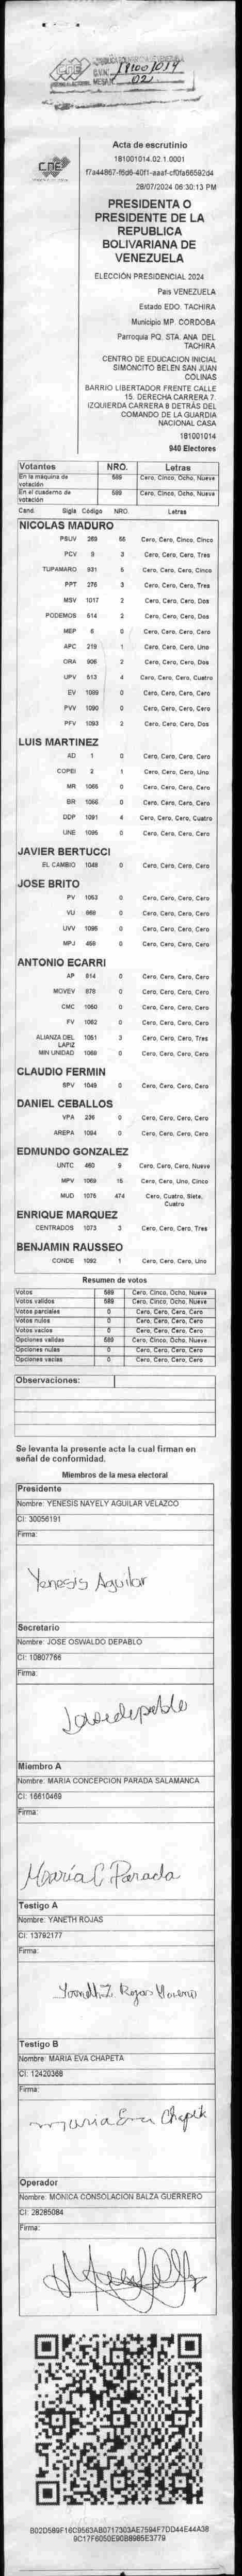 CNE
181001014
MESA: 02
CNE
Acta de escrutinio
181001014.02.1.0001
f7a44867-f6d6-40f1-aaaf-cf0fa66592d4
28/07/2024 06:30:13 PM
PRESIDENTA O
PRESIDENTE DE LA
REPUBLICA
BOLIVARIANA DE
VENEZUELA
ELECCIÓN PRESIDENCIAL 2024
País VENEZUELA
Estado EDO. TACHIRA
Municipio MP. CORDOBA
Parroquia PQ. STA. ANA DEL
TACHIRA
CENTRO DE EDUCACION INICIAL
SIMONCITO BELEN SAN JUAN
COLINAS
BARRIO LIBERTADOR FRENTE CALLE
15. DERECHA CARRERA 7.
IZQUIERDA CARRERA 8 DETRÁS DEL
COMANDO DE LA GUARDIA
NACIONAL CASA
181001014
940 Electores
Votantes NRO. Letras
En la máquina de votación 589 Cero, Cinco, Ocho, Nueve
En el cuaderno de votación 589 Cero, Cinco, Ocho, Nueve
Cand. Sigla Código NRO. Letras
NICOLAS MADURO
PSUV 269 55 Cero, Cero, Cinco, Cinco
PCV 9 3 Cero, Cero, Cero, Tres
TUPAMARO 931 5 Cero, Cero, Cero, Cinco
PPT 276 3 Cero, Cero, Cero, Tres
MSV 1017 2 Cero, Cero, Cero, Dos
PODEMOS 614 2 Cero, Cero, Cero, Dos
MEP 6 0 Cero, Cero, Cero, Cero
APC 219 1 Cero, Cero, Cero, Uno
ORA 906 2 Cero, Cero, Cero, Dos
UPV 513 4 Cero, Cero, Cero, Cuatro
EV 1089 0 Cero, Cero, Cero, Cero
PVV 1090 0 Cero, Cero, Cero, Cero
PFV 1093 2 Cero, Cero, Cero, Dos
LUIS MARTINEZ
AD 1 0 Cero, Cero, Cero, Cero
COPEI 2 1 Cero, Cero, Cero, Uno
MR 1065 0 Cero, Cero, Cero, Cero
BR 1066 0 Cero, Cero, Cero, Cero
DDP 1091 4 Cero, Cero, Cero, Cuatro
UNE 1095 0 Cero, Cero, Cero, Cero
JAVIER BERTUCCI
EL CAMBIO 1048 0 Cero, Cero, Cero, Cero
JOSE BRITO
PV 1053 0 Cero, Cero, Cero, Cero
VU 868 0 Cero, Cero, Cero, Cero
UVV 1096 0 Cero, Cero, Cero, Cero
MPJ 458 0 Cero, Cero, Cero, Cero
ANTONIO ECARRI
AP 914 0 Cero, Cero, Cero, Cero
MOVEV 878 0 Cero, Cero, Cero, Cero
CMC 1060 0 Cero, Cero, Cero, Cero
FV 1062 0 Cero, Cero, Cero, Cero
ALIANZA DEL LAPIZ 1051 3 Cero, Cero, Cero, Tres
MIN UNIDAD 1069 0 Cero, Cero, Cero, Cero
CLAUDIO FERMIN
SPV 1049 0 Cero, Cero, Cero, Cero
DANIEL CEBALLOS
VPA 236 0 Cero, Cero, Cero, Cero
AREPA 1084 0 Cero, Cero, Cero, Cero
EDMUNDO GONZALEZ
UNTC 460 9 Cero, Cero, Cero, Nueve
MPV 1069 15 Cero, Cero, Uno, Cinco
MUD 1075 474 Cero, Cuatro, Siete,
Cuatro
ENRIQUE MARQUEZ
CENTRADOS 1073 3 Cero, Cero, Cero, Tres
BENJAMIN RAUSSEO
CONDE 1092 1 Cero, Cero, Cero, Uno
Resumen de votos
Votos 589 Cero, Cinco, Ocho, Nueve
Votos validos 589 Cero, Cinco, Ocho, Nueve
Votos parciales 0 Cero, Cero, Cero, Cero
Votos nulos 0 Cero, Cero, Cero, Cero
Votos vacíos 0 Cero, Cero, Cero, Cero
Opciones validas 589 Cero, Cinco, Ocho, Nueve
Opciones nulas 0 Cero, Cero, Cero, Cero
Opciones vacías 0 Cero, Cero, Cero, Cero
Observaciones:
Se levanta la presente acta la cual firman en
señal de conformidad.
Miembros de la mesa electoral
Presidente
Nombre: YENESIS NAYELY AGUILAR VELAZCO
CI: 30056191
Firma:
Yenesis Aguilar
Secretario
Nombre: JOSE OSWALDO DEPABLO
CI: 10807766
Firma:
Josedepablo
Miembro A
Nombre: MARIA CONCEPCION PARADA SALAMANCA
CI: 16610469
Firma:
María C Parada
Testigo A
Nombre: YANETH ROJAS
CI: 13792177
Firma:
Yaneth Z. Rojas Moreno
Testigo B
Nombre: MARIA EVA CHAPETA
CI: 12420368
Firma:
maria Eva Chapeta
Operador
Nombre: MONICA CONSOLACION BALZA GUERRERO
CI: 28285084
Firma:
B02D589F16C9563AB0717303AE7594F7DD44E44A38
9C17F6050E90B8985E3779